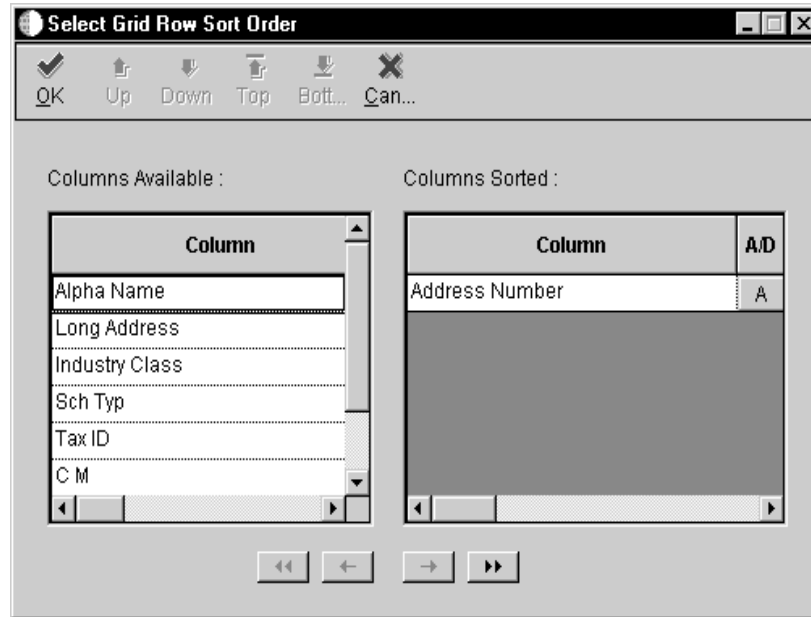 Select Grid Row Sort Order
OK Up Down Top Bott... Can...
Columns Available : Columns Sorted :
Column Column A/D
Alpha Name Address Number A
Long Address
Industry Class
Sch Typ
Tax ID
C M